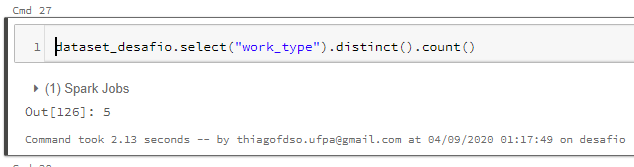 Cmd 27
1 dataset_desafio.select("work_type").distinct().count()
(1) Spark Jobs
Out[126]: 5
Command took 2.13 seconds -- by thiagofdso.ufpa@gmail.com at 04/09/2020 01:17:49 on desafio